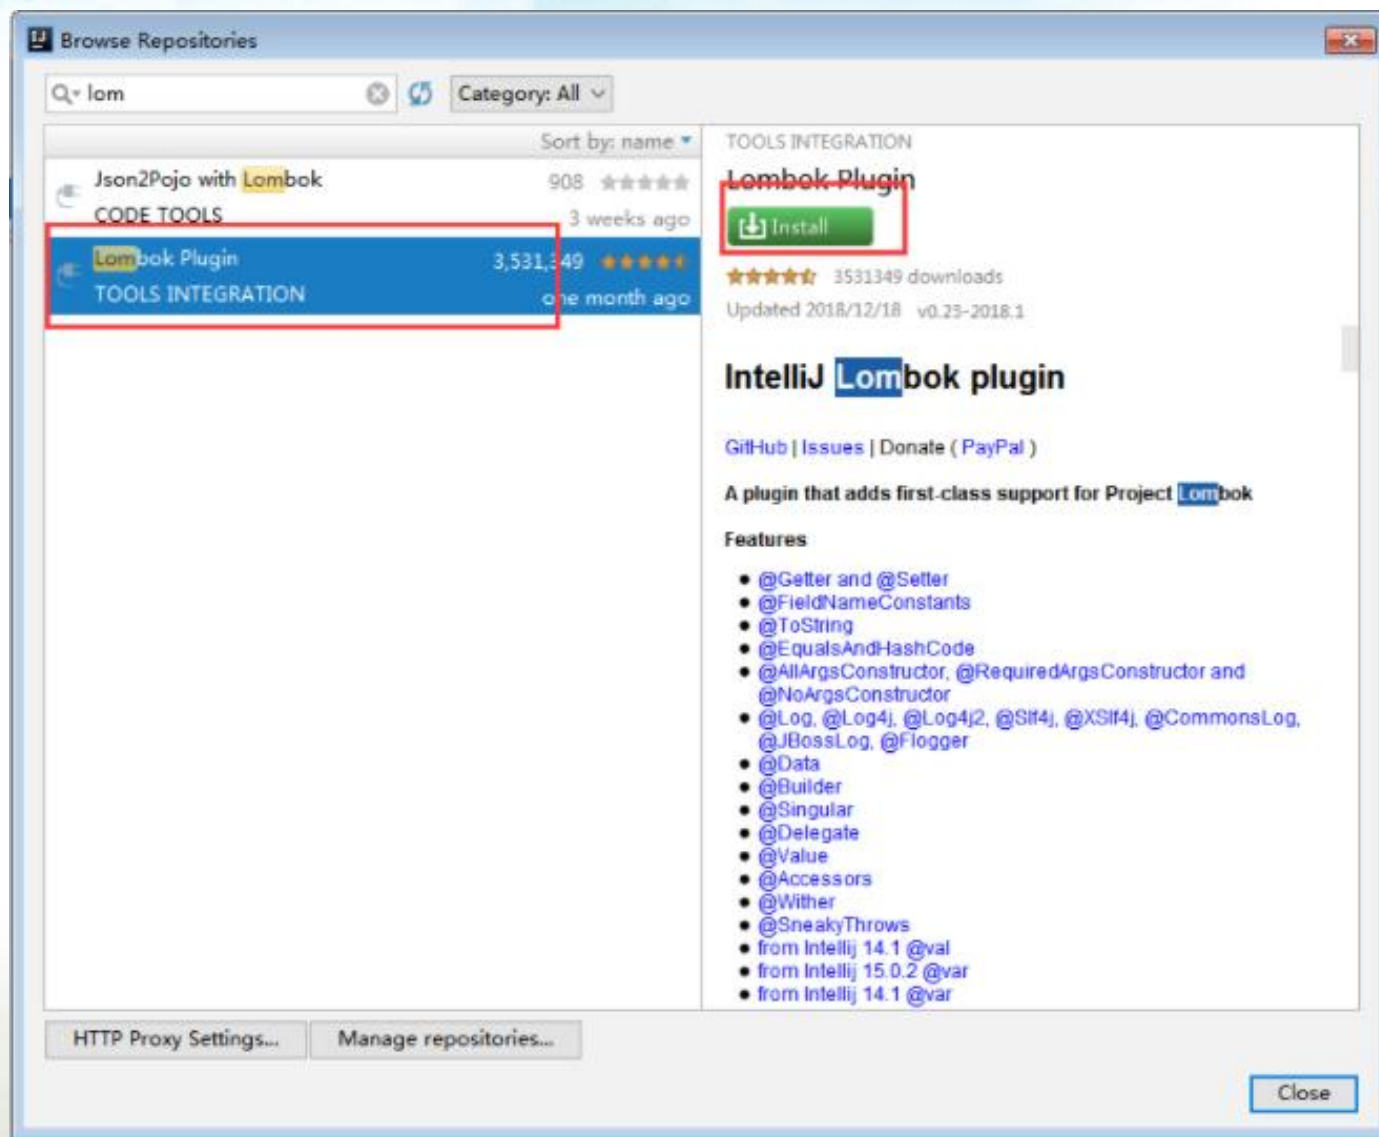 Browse Repositories
lom
Category: All
Sort by: name
Json2Pojo with Lombok
908
CODE TOOLS
3 weeks ago
Lombok Plugin
3,531,349
TOOLS INTEGRATION
one month ago
TOOLS INTEGRATION
Lombok Plugin
Install
3531349 downloads
Updated 2018/12/18 v0.23-2018.1
IntelliJ Lombok plugin
GitHub | Issues | Donate ( PayPal )
A plugin that adds first-class support for Project Lombok
Features
@Getter and @Setter
@FieldNameConstants
@ToString
@EqualsAndHashCode
@AllArgsConstructor, @RequiredArgsConstructor and
@NoArgsConstructor
@Log, @Log4j, @Log4j2, @Slf4j, @XSlf4j, @CommonsLog,
@JBossLog, @Flogger
@Data
@Builder
@Singular
@Delegate
@Value
@Accessors
@Wither
@SneakyThrows
from Intellij 14.1 @val
from Intellij 15.0.2 @var
from Intellij 14.1 @var
HTTP Proxy Settings...
Manage repositories...
Close